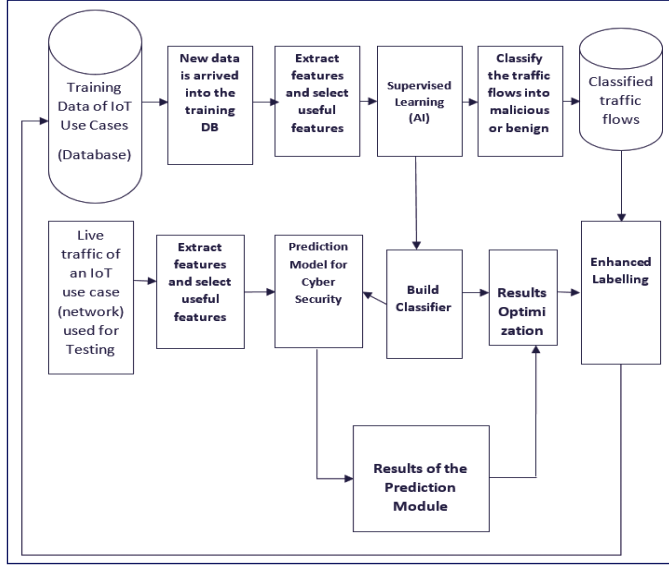 Training
Data of IoT
Use Cases
(Database)
New data
is arrived
into the
training
DB
Extract
features
and select
useful
features
Supervised
Learning
(AI)
Classify
the traffic
flows into
malicious
or benign
Classified
traffic
flows
Live
traffic of
an IoT
use case
(network)
used for
Testing
Extract
features
and select
useful
features
Prediction
Model for
Cyber
Security
Build
Classifier
Results
Optimi
zation
Enhanced
Labelling
Results of the
Prediction
Module